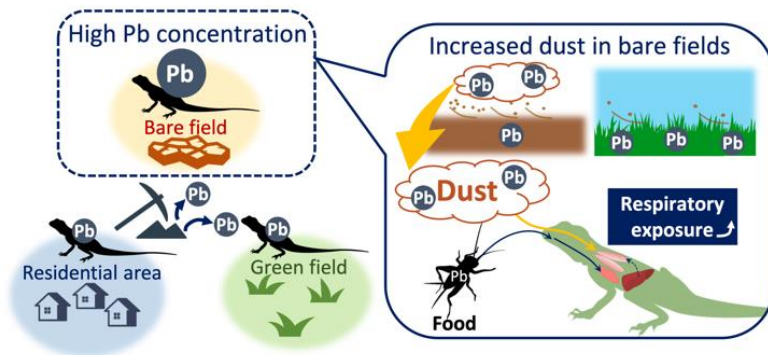 High Pb concentration
Pb
Bare field
Pb
Pb
Pb
Residential area
Pb
Green field
Increased dust in bare fields
Pb
Pb
Pb
Pb
Pb
Pb
Pb
Dust
Pb
Respiratory
exposure
Pb
Food